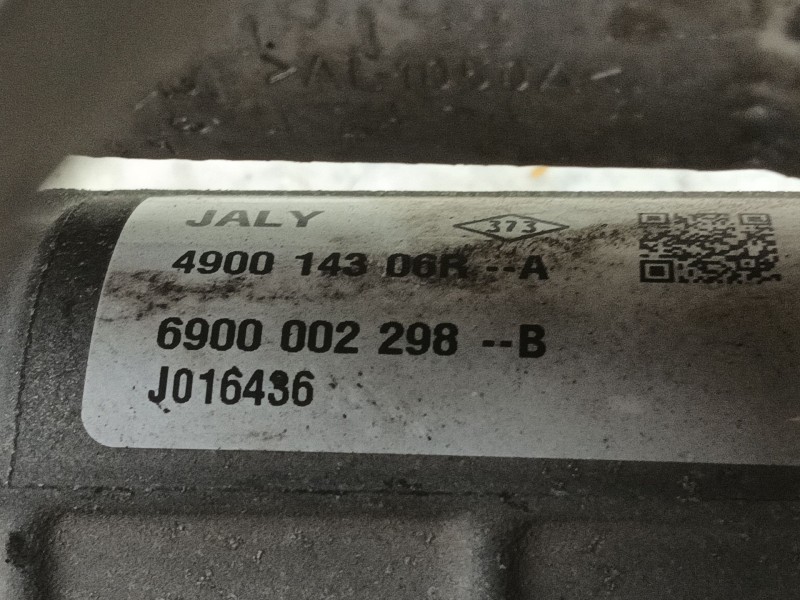 JALY
373
4900 143 06R --A
6900 002 298 --B
J016436